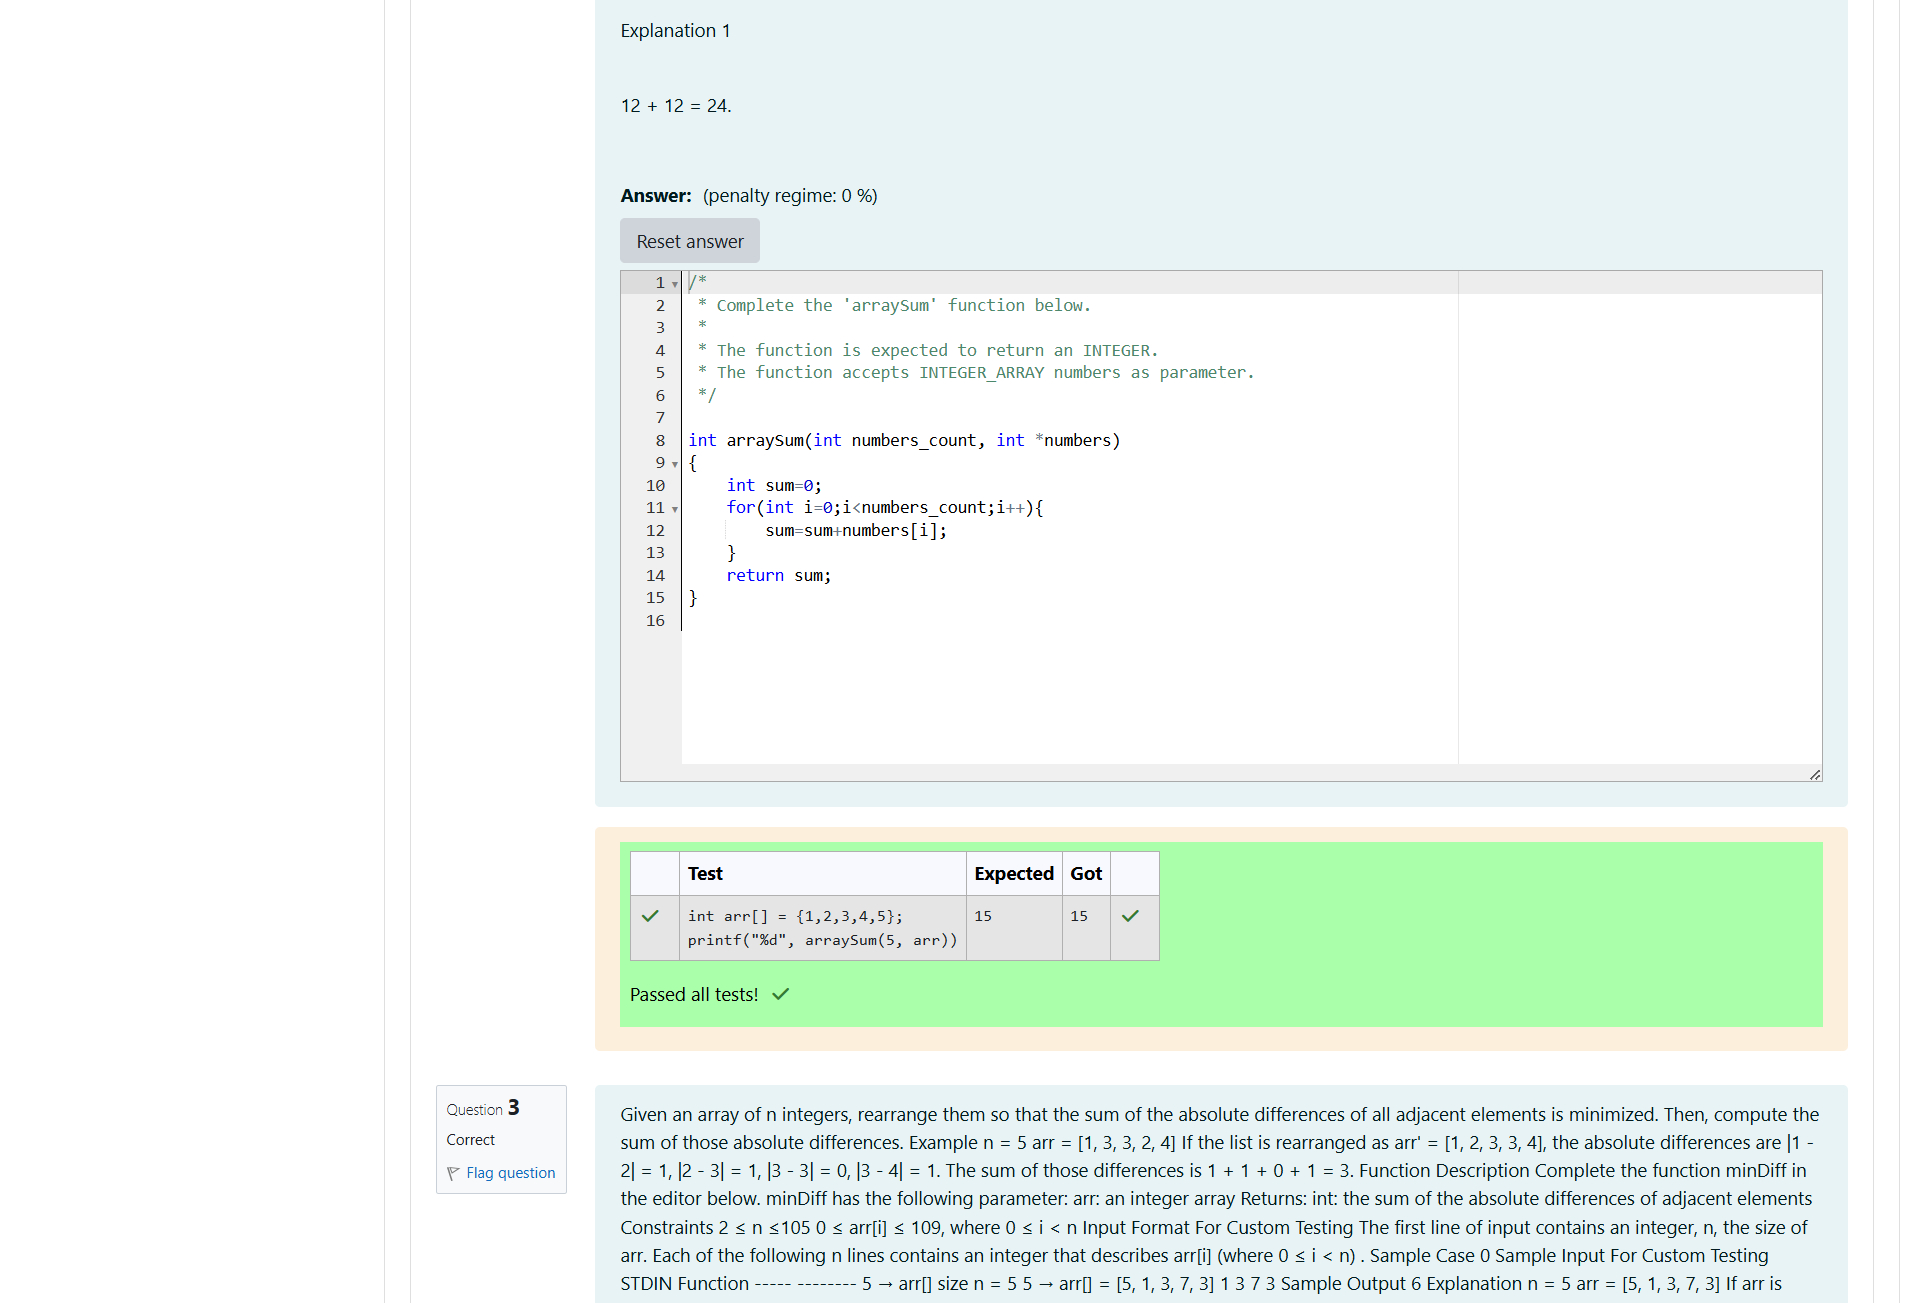 Explanation 1
12 + 12 = 24.
Answer: (penalty regime: 0 %)
Reset answer
1 /*
2 * Complete the 'arraySum' function below.
3 *
4 * The function is expected to return an INTEGER.
5 * The function accepts INTEGER_ARRAY numbers as parameter.
6 */
7
8 int arraySum(int numbers_count, int *numbers)
9 {
10 int sum=0;
11 for(int i=0;i<numbers_count;i++){
12 sum=sum+numbers[i];
13 }
14 return sum;
15 }
16
Test Expected Got
int arr[] = {1,2,3,4,5}; 15 15
printf("%d", arraySum(5, arr))
Passed all tests!
Question 3
Correct
Flag question
Given an array of n integers, rearrange them so that the sum of the absolute differences of all adjacent elements is minimized. Then, compute the
sum of those absolute differences. Example n = 5 arr = [1, 3, 3, 2, 4] If the list is rearranged as arr' = [1, 2, 3, 3, 4], the absolute differences are |1 -
2| = 1, |2 - 3| = 1, |3 - 3| = 0, |3 - 4| = 1. The sum of those differences is 1 + 1 + 0 + 1 = 3. Function Description Complete the function minDiff in
the editor below. minDiff has the following parameter: arr: an integer array Returns: int: the sum of the absolute differences of adjacent elements
Constraints 2 ≤ n ≤105 0 ≤ arr[i] ≤ 109, where 0 ≤ i < n Input Format For Custom Testing The first line of input contains an integer, n, the size of
arr. Each of the following n lines contains an integer that describes arr[i] (where 0 ≤ i < n) . Sample Case 0 Sample Input For Custom Testing
STDIN Function ----- -------- 5 → arr[] size n = 5 5 → arr[] = [5, 1, 3, 7, 3] 1 3 7 3 Sample Output 6 Explanation n = 5 arr = [5, 1, 3, 7, 3] If arr is